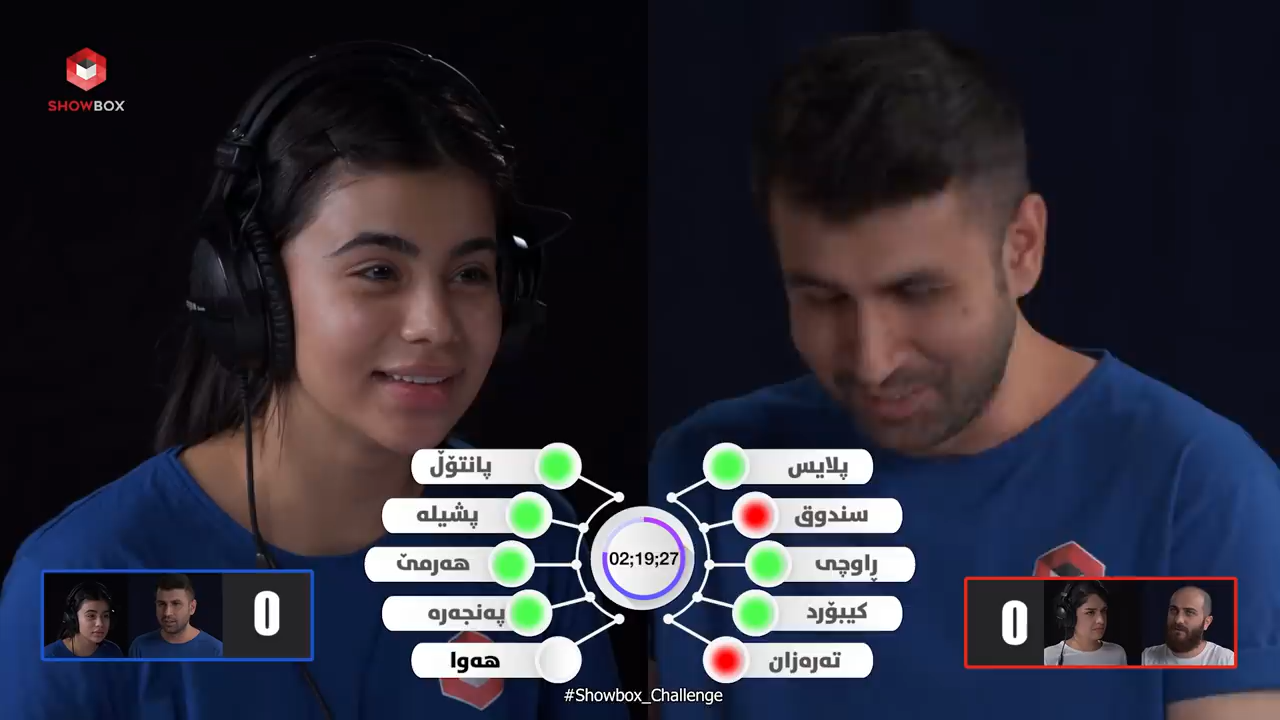 SHOWBOX
پانتۆڵ
پلایس
پشیلە
سندوق
هەرمێ
ڕاوچی
پەنجەرە
کیبۆرد
هەوا
تەرەزان
02;19;27
0
0
#Showbox_Challenge